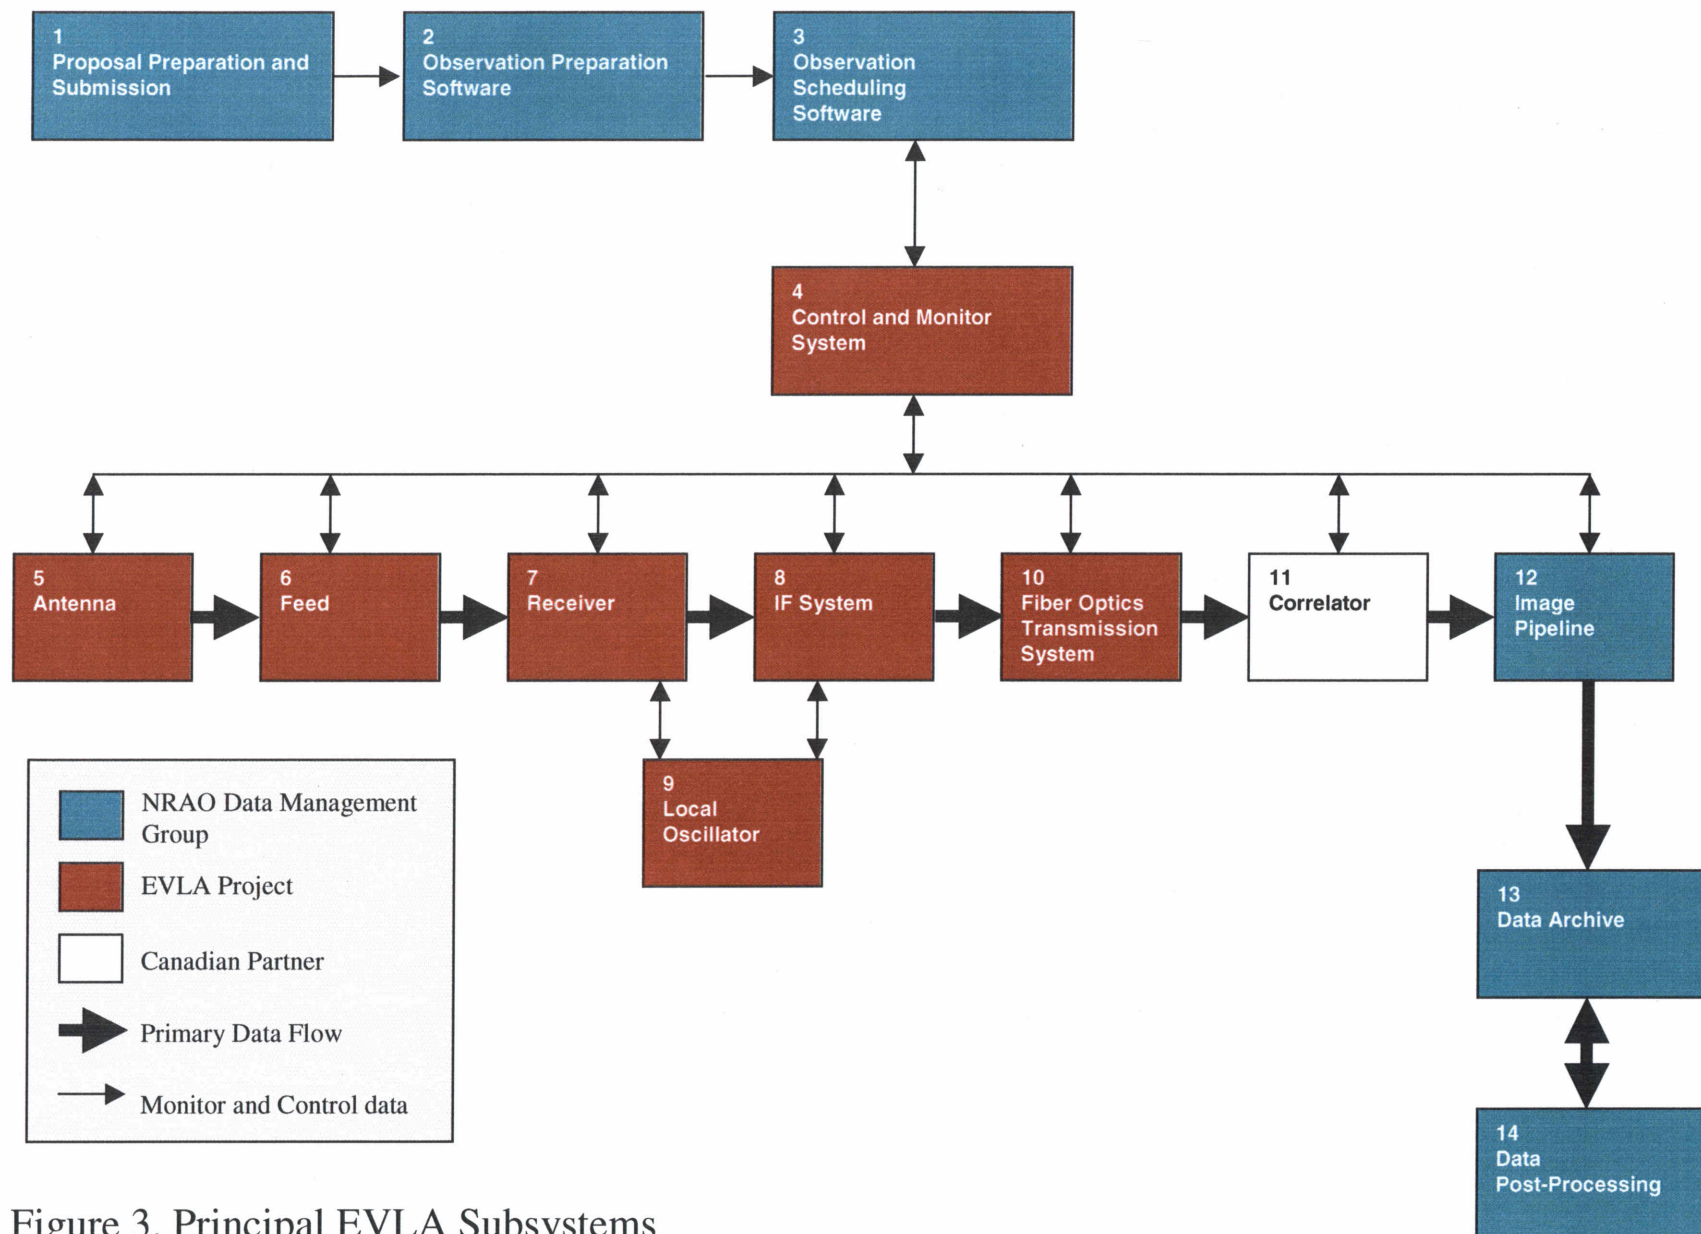 1
Proposal Preparation and
Submission
2
Observation Preparation
Software
3
Observation
Scheduling
Software
4
Control and Monitor
System
5
Antenna
6
Feed
7
Receiver
8
IF System
10
Fiber Optics
Transmission
System
11
Correlator
12
Image
Pipeline
9
Local
Oscillator
NRAO Data Management
Group
EVLA Project
Canadian Partner
Primary Data Flow
Monitor and Control data
13
Data Archive
14
Data
Post-Processing
Figure 3. Principal EVLA Subsystems